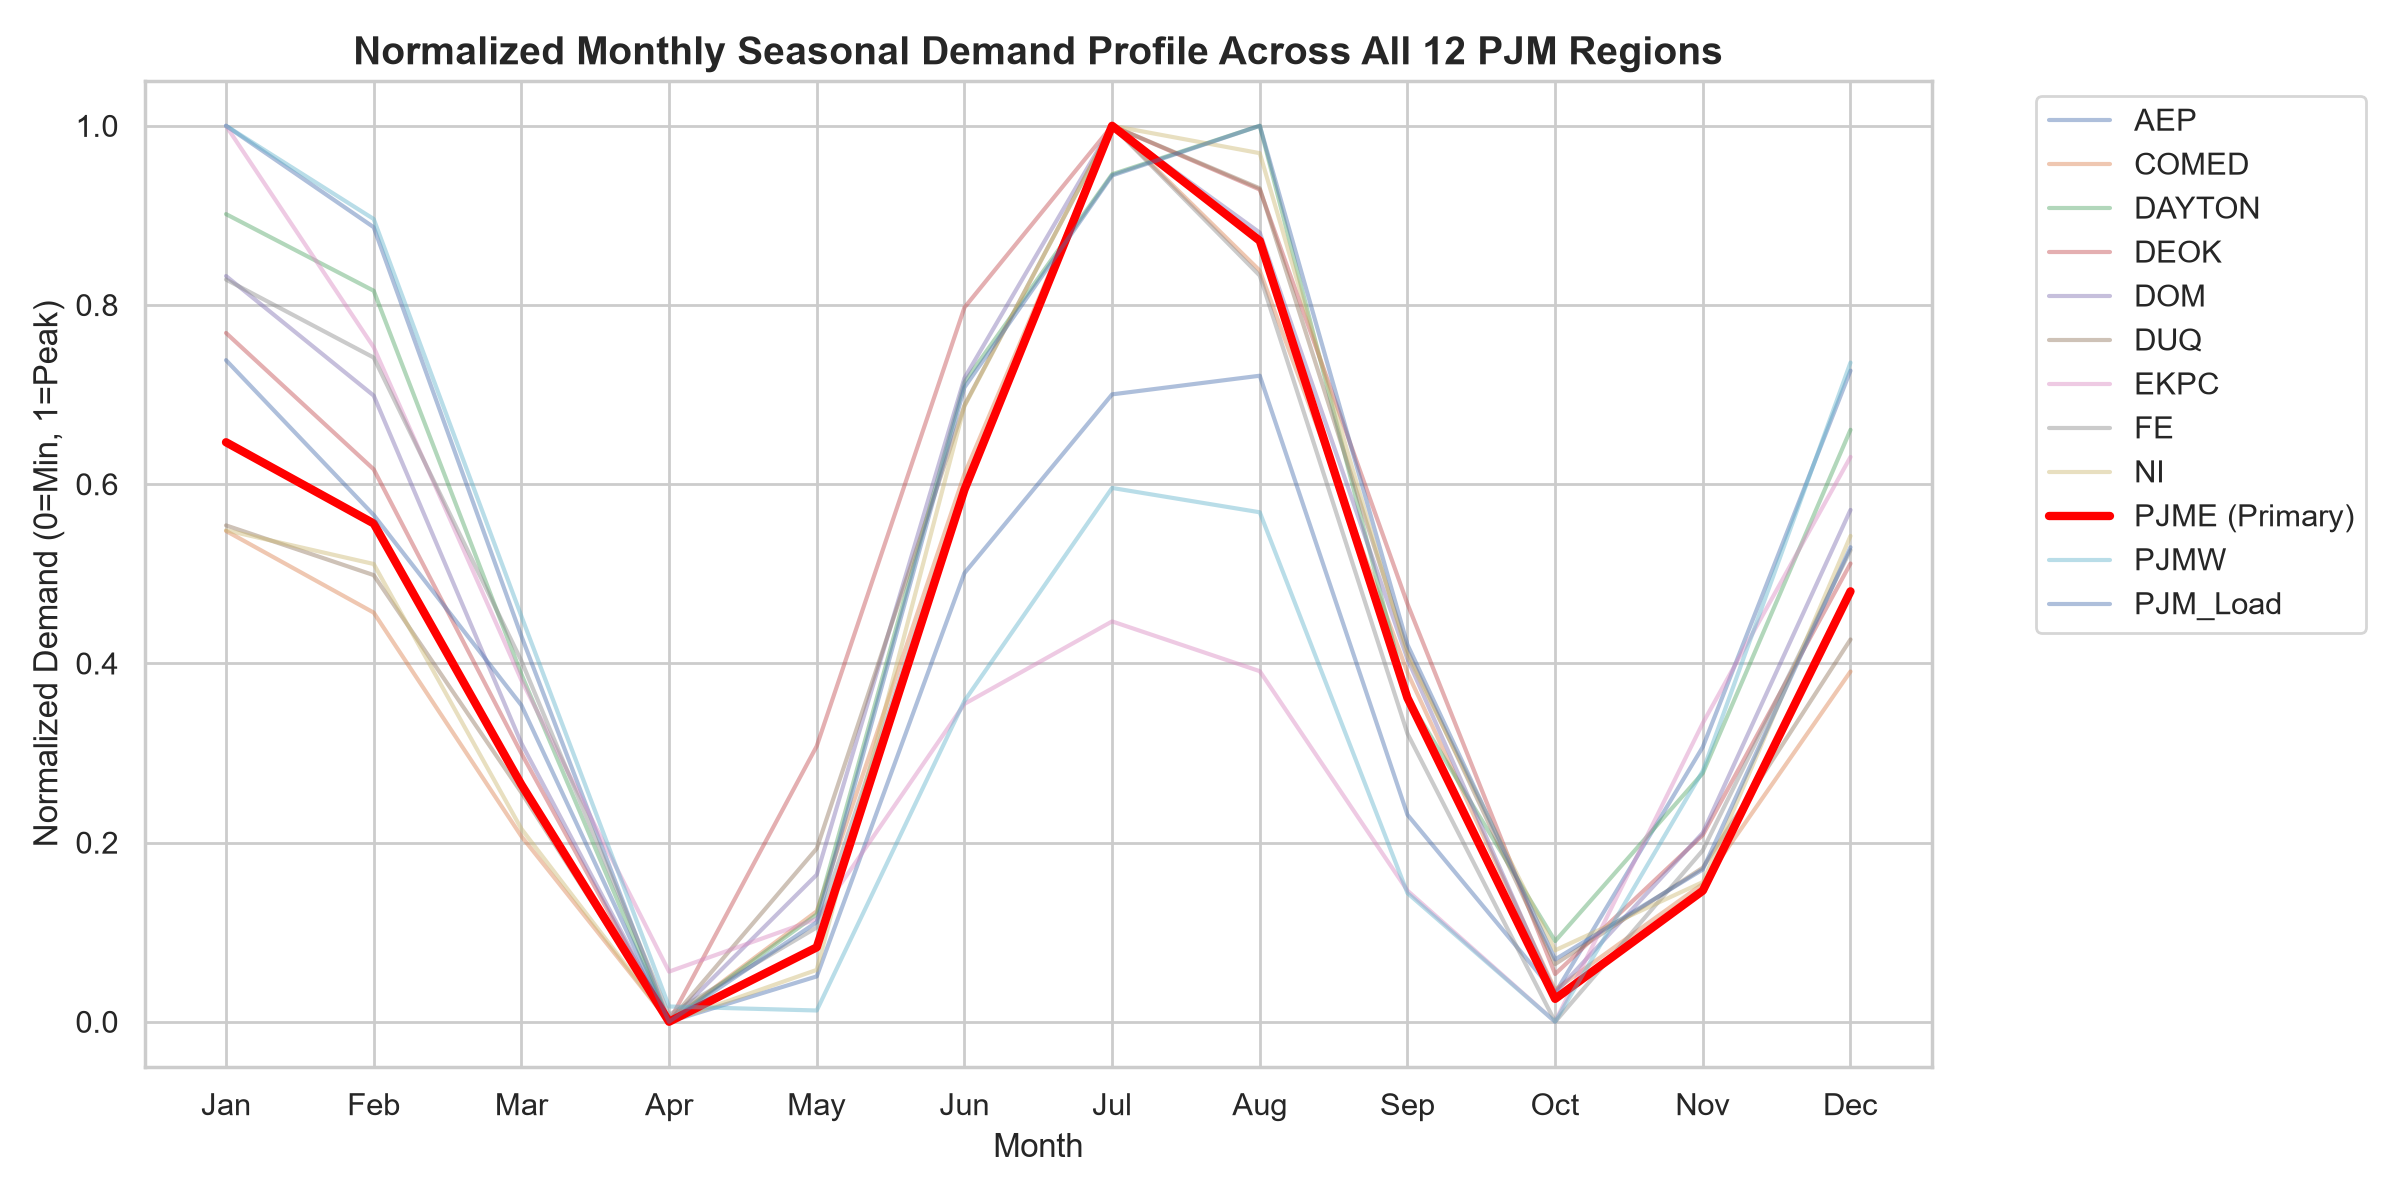 Normalized Monthly Seasonal Demand Profile Across All 12 PJM Regions
Normalized Demand (0=Min, 1=Peak)
1.0
0.8
0.6
0.4
0.2
0.0
Jan Feb Mar Apr May Jun Jul Aug Sep Oct Nov Dec
Month
AEP
COMED
DAYTON
DEOK
DOM
DUQ
EKPC
FE
NI
PJME (Primary)
PJMW
PJM_Load